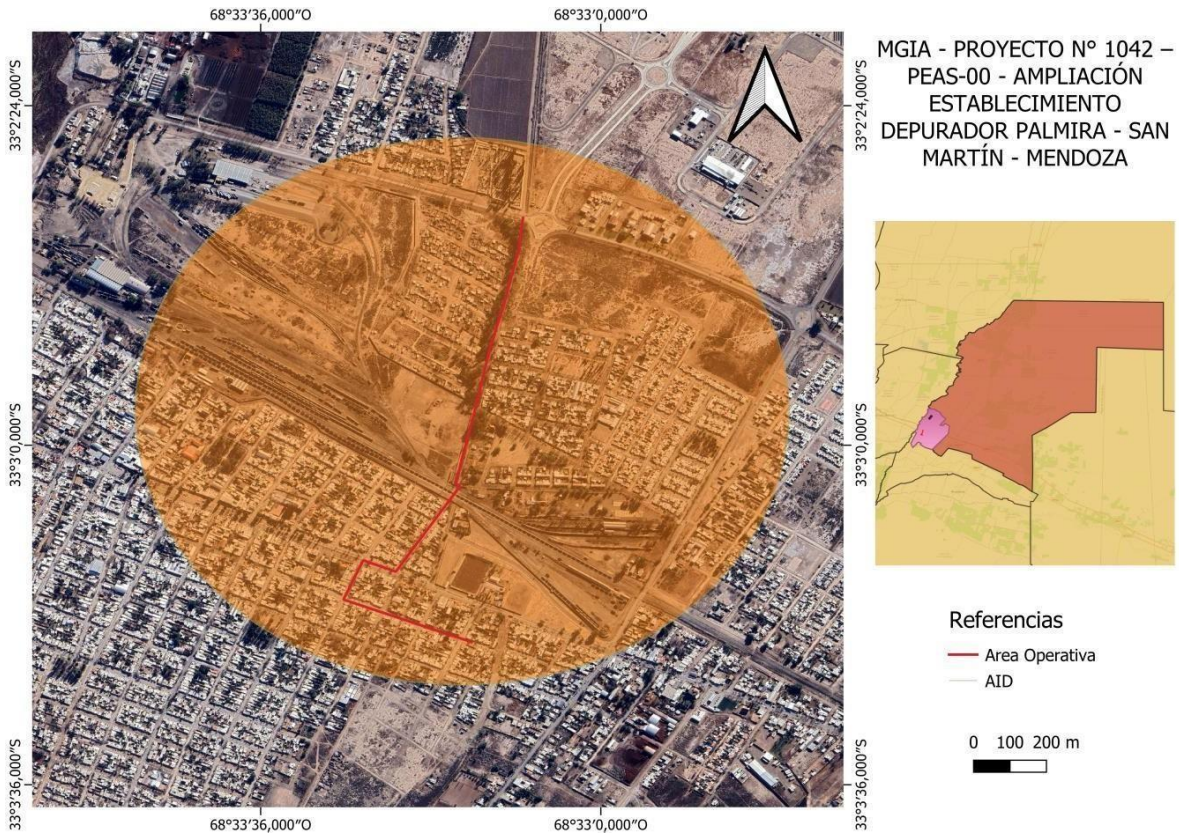 68°33'36,000"O
68°33'0,000"O
33°2'24,000"S
33°2'24,000"S
MGIA - PROYECTO N° 1042 –
PEAS-00 - AMPLIACIÓN
ESTABLECIMIENTO
DEPURADOR PALMIRA - SAN
MARTÍN - MENDOZA
33°3'0,000"S
33°3'0,000"S
Referencias
Area Operativa
AID
0 100 200 m
33°3'36,000"S
33°3'36,000"S
68°33'36,000"O
68°33'0,000"O